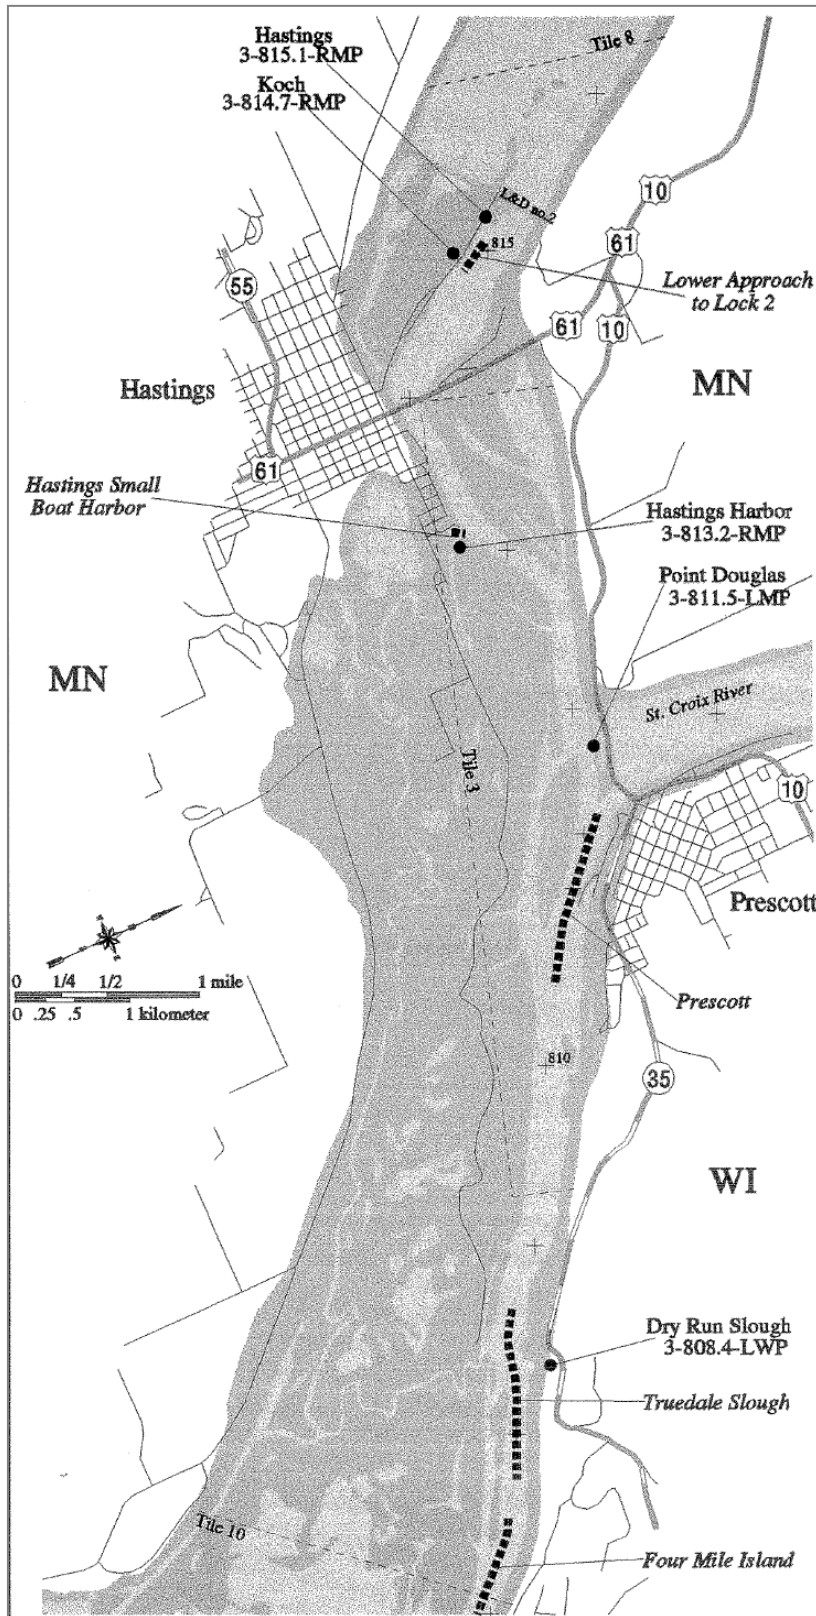 Hastings
3-815.1-RMP
Koch
3-814.7-RMP
Tile 8
10
L&D no.2
61
815
55
Lower Approach
to Lock 2
61
10
Hastings
MN
61
Hastings Small
Boat Harbor
Hastings Harbor
3-813.2-RMP
Point Douglas
3-811.5-LMP
MN
St. Croix River
Tile 3
10
Prescott
0 1/4 1/2 1 mile
0 .25 .5 1 kilometer
Prescott
810
35
WI
Dry Run Slough
3-808.4-LWP
Truedale Slough
Tile 10
Four Mile Island